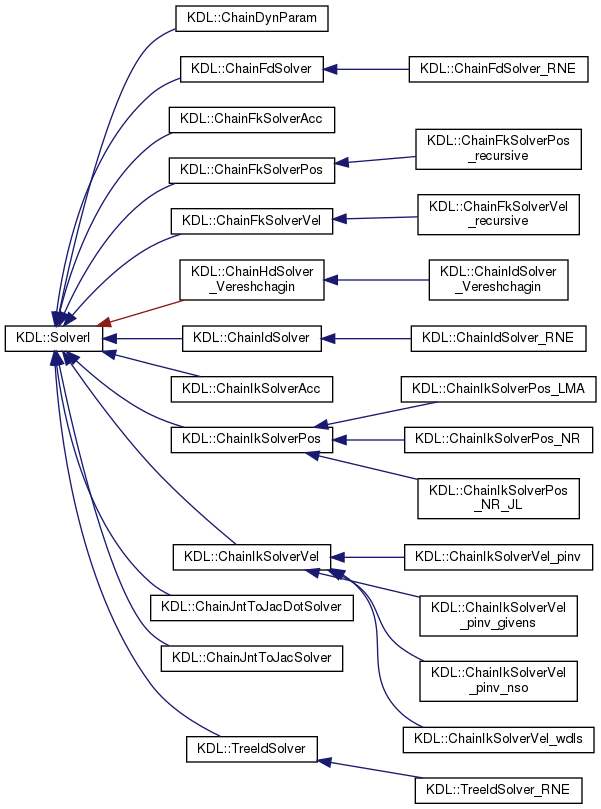 KDL::ChainDynParam
KDL::ChainFdSolver
KDL::ChainFdSolver_RNE
KDL::ChainFkSolverAcc
KDL::ChainFkSolverPos
KDL::ChainFkSolverPos
_recursive
KDL::ChainFkSolverVel
KDL::ChainFkSolverVel
_recursive
KDL::ChainHdSolver
_Vereshchagin
KDL::ChainIdSolver
_Vereshchagin
KDL::SolverI
KDL::ChainIdSolver
KDL::ChainIdSolver_RNE
KDL::ChainIkSolverAcc
KDL::ChainIkSolverPos
KDL::ChainIkSolverPos_LMA
KDL::ChainIkSolverPos_NR
KDL::ChainIkSolverPos
_NR_JL
KDL::ChainIkSolverVel
KDL::ChainIkSolverVel_pinv
KDL::ChainIkSolverVel
_pinv_givens
KDL::ChainIkSolverVel
_pinv_nso
KDL::ChainIkSolverVel_wdls
KDL::ChainJntToJacDotSolver
KDL::ChainJntToJacSolver
KDL::TreeIdSolver
KDL::TreeIdSolver_RNE